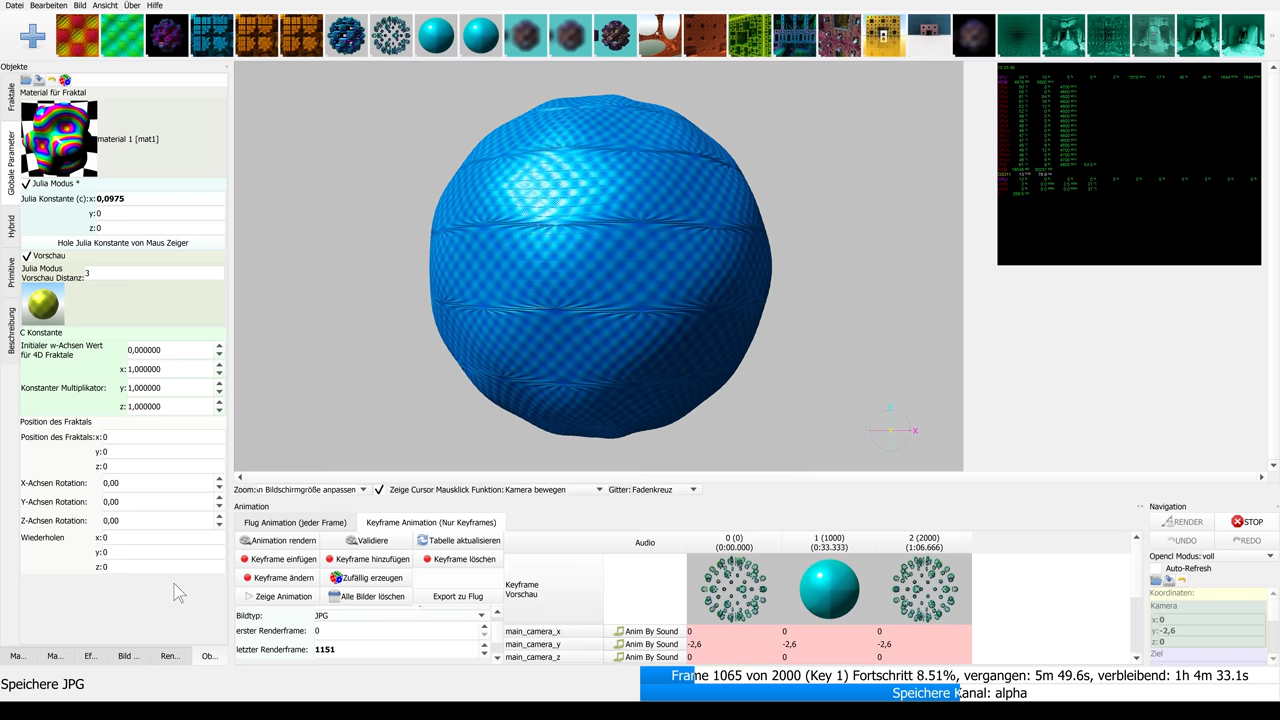 Datei Bearbeiten Bild Ansicht Über Hilfe
Objekte
Material für Fraktal
material 1 [mat1]
Julia Modus *
Julia Konstante (c): x: 0,0975
y: 0
z: 0
Hole Julia Konstante von Maus Zeiger
Vorschau
Julia Modus
Vorschau Distanz: 3
C Konstante
Initialer w-Achsen Wert
für 4D Fraktale 0,000000
x: 1,000000
Konstanter Multiplikator: y: 1,000000
z: 1,000000
Position des Fraktals
Position des Fraktals: x: 0
y: 0
z: 0
X-Achsen Rotation: 0,00
Y-Achsen Rotation: 0,00
Z-Achsen Rotation: 0,00
Wiederholen x: 0
y: 0
z: 0
Fraktale
Globale Parameter
Hybrid
Primitive
Beschreibung
Ma... Ma... Ef... Bild ... Ren... Ob...
x
Zoom: n Bildschirmgröße anpassen Zeige Cursor Mausklick Funktion: Kamera bewegen Gitter: Fadenkreuz
Animation
Flug Animation (jeder Frame) Keyframe Animation (Nur Keyframes)
Animation rendern Validiere Tabelle aktualisieren
Keyframe einfügen Keyframe hinzufügen Keyframe löschen
Keyframe ändern Zufällig erzeugen
Zeige Animation Alle Bilder löschen Export zu Flug
Bildtyp: JPG
erster Renderframe: 0
letzter Renderframe: 1151
Audio
0 (0)
(0:00.000)
1 (1000)
(0:33.333)
2 (2000)
(1:06.666)
Keyframe
Vorschau
main_camera_x Anim By Sound 0 0 0
main_camera_y Anim By Sound -2,6 -2,6 -2,6
main_camera_z Anim By Sound 0 0 0
Navigation
RENDER STOP
UNDO REDO
Opencl Modus: voll
Auto-Refresh
Koordinaten:
Kamera
x: 0
y: -2,6
z: 0
Ziel
Speichere JPG
Frame 1065 von 2000 (Key 1) Fortschritt 8.51%, vergangen: 5m 49.6s, verbleibend: 1h 4m 33.1s
Speichere Kanal: alpha